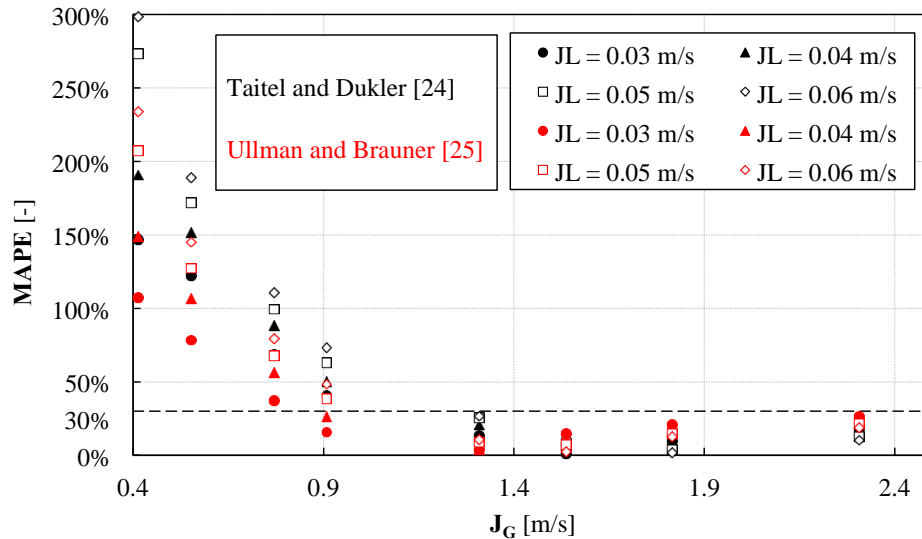 300%
250%
200%
150%
100%
50%
30%
0%
MAPE [-]
Taitel and Dukler [24]
Ullman and Brauner [25]
JL = 0.03 m/s
JL = 0.04 m/s
JL = 0.05 m/s
JL = 0.06 m/s
JL = 0.03 m/s
JL = 0.04 m/s
JL = 0.05 m/s
JL = 0.06 m/s
0.4
0.9
1.4
1.9
2.4
J_G [m/s]